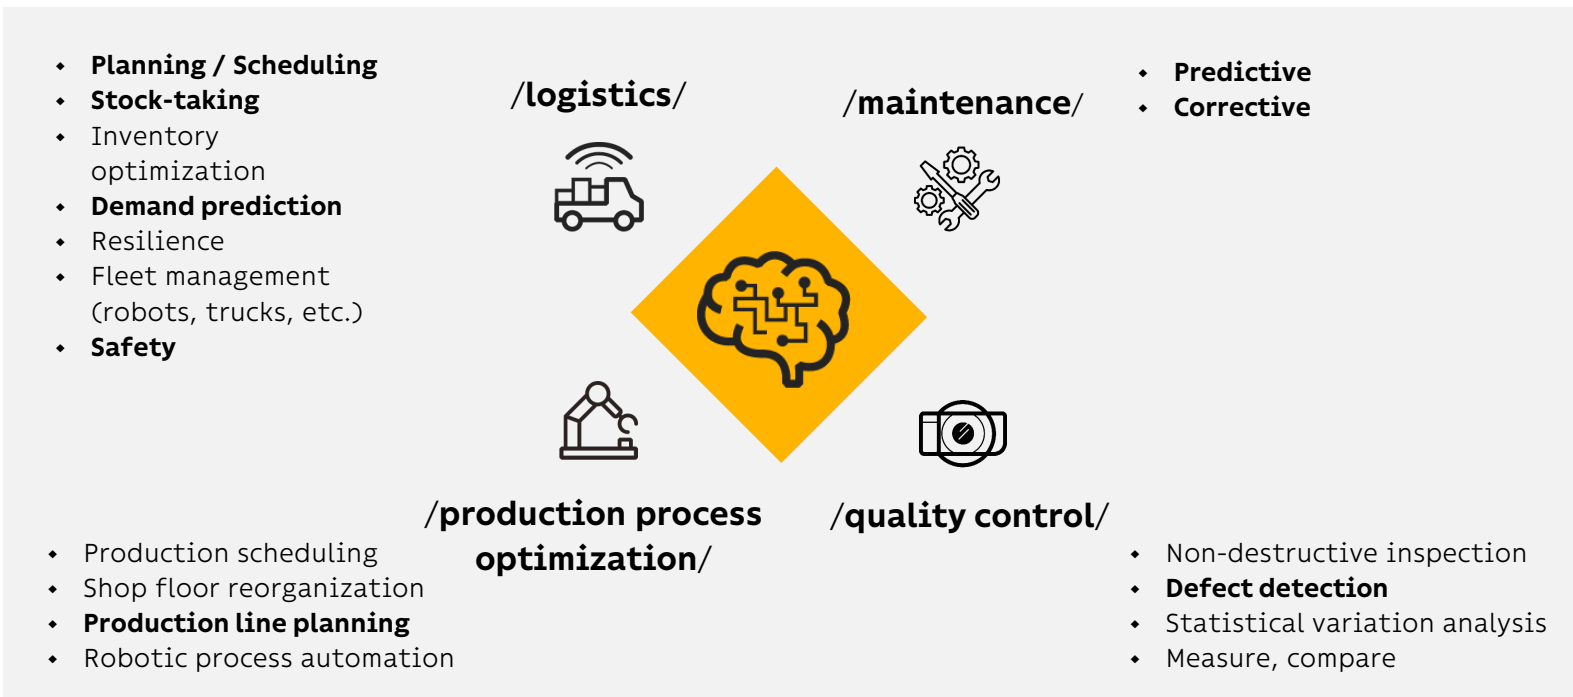 /logistics/
Planning / Scheduling
Stock-taking
Inventory
optimization
Demand prediction
Resilience
Fleet management
(robots, trucks, etc.)
Safety
/maintenance/
Predictive
Corrective
/production process
optimization/
Production scheduling
Shop floor reorganization
Production line planning
Robotic process automation
/quality control/
Non-destructive inspection
Defect detection
Statistical variation analysis
Measure, compare